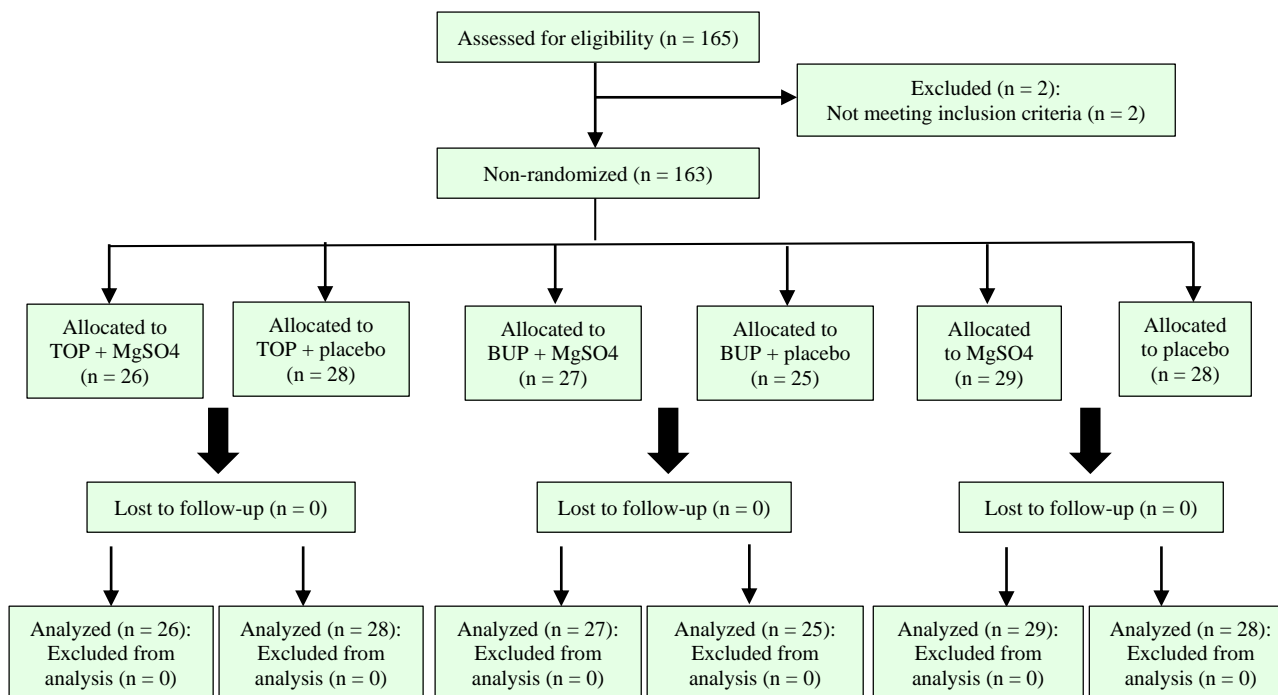 Assessed for eligibility (n = 165)
Excluded (n = 2):
Not meeting inclusion criteria (n = 2)
Non-randomized (n = 163)
Allocated to
TOP + MgSO4
(n = 26)
Allocated to
TOP + placebo
(n = 28)
Allocated to
BUP + MgSO4
(n = 27)
Allocated to
BUP + placebo
(n = 25)
Allocated
to MgSO4
(n = 29)
Allocated
to placebo
(n = 28)
Lost to follow-up (n = 0)
Lost to follow-up (n = 0)
Lost to follow-up (n = 0)
Analyzed (n = 26):
Excluded from
analysis (n = 0)
Analyzed (n = 28):
Excluded from
analysis (n = 0)
Analyzed (n = 27):
Excluded from
analysis (n = 0)
Analyzed (n = 25):
Excluded from
analysis (n = 0)
Analyzed (n = 29):
Excluded from
analysis (n = 0)
Analyzed (n = 28):
Excluded from
analysis (n = 0)